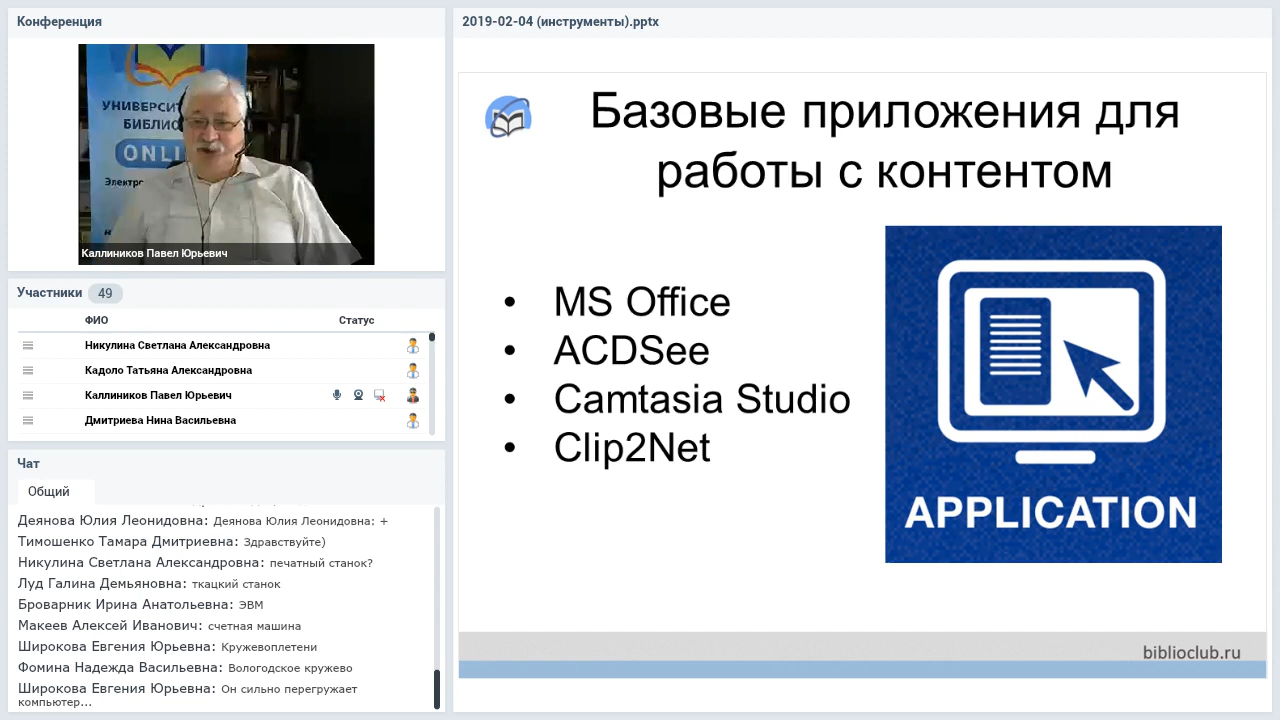 Конференция
УНИВЕРСИТ
БИБЛИО
ONLI
Электро
Каллиников Павел Юрьевич
Участники 49
ФИО Статус
Никулина Светлана Александровна
Кадоло Татьяна Александровна
Каллиников Павел Юрьевич
Дмитриева Нина Васильевна
Чат
Общий
Деянова Юлия Леонидовна: Деянова Юлия Леонидовна: +
Тимошенко Тамара Дмитриевна: Здравствуйте)
Никулина Светлана Александровна: печатный станок?
Луд Галина Демьяновна: ткацкий станок
Броварник Ирина Анатольевна: ЭВМ
Макеев Алексей Иванович: счетная машина
Широкова Евгения Юрьевна: Кружевоплетени
Фомина Надежда Васильевна: Вологодское кружево
Широкова Евгения Юрьевна: Он сильно перегружает
компьютер...
2019-02-04 (инструменты).pptx
Базовые приложения для
работы с контентом
• MS Office
• ACDSee
• Camtasia Studio
• Clip2Net
APPLICATION
biblioclub.ru